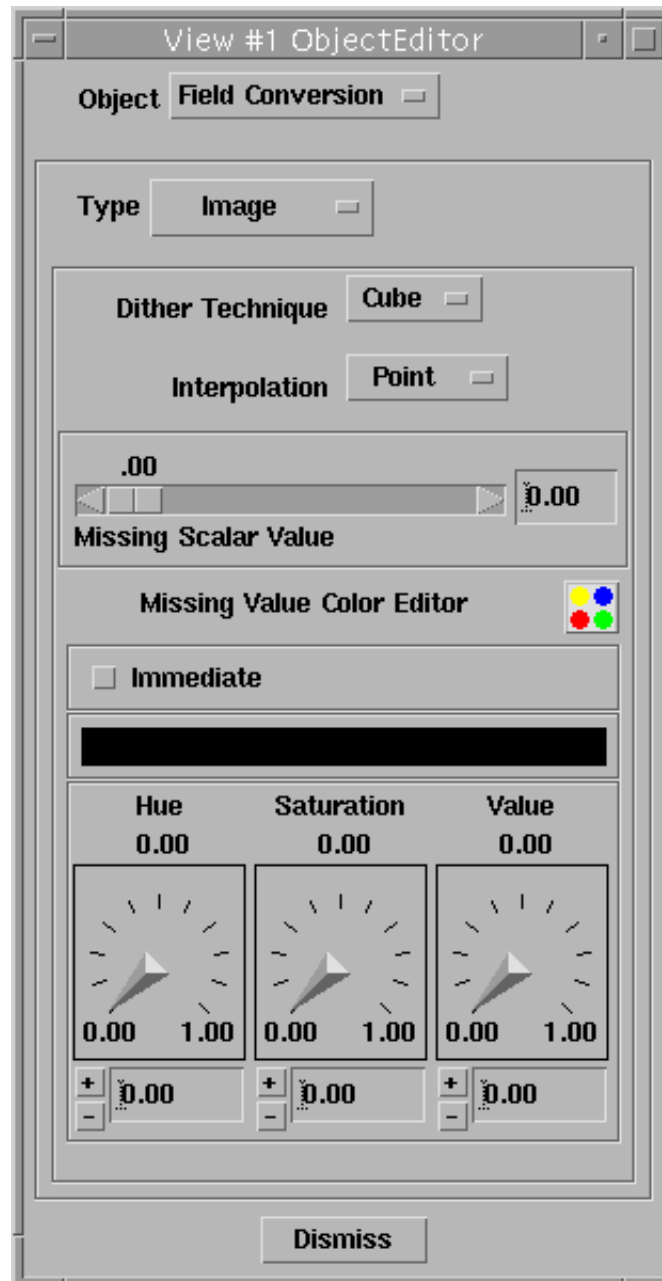 View #1 ObjectEditor
Object Field Conversion
Type Image
Dither Technique Cube
Interpolation Point
.00
0.00
Missing Scalar Value
Missing Value Color Editor
Immediate
Hue Saturation Value
0.00 0.00 0.00
0.00 1.00 0.00 1.00 0.00 1.00
+ 0.00 + 0.00 + 0.00
- - -
Dismiss